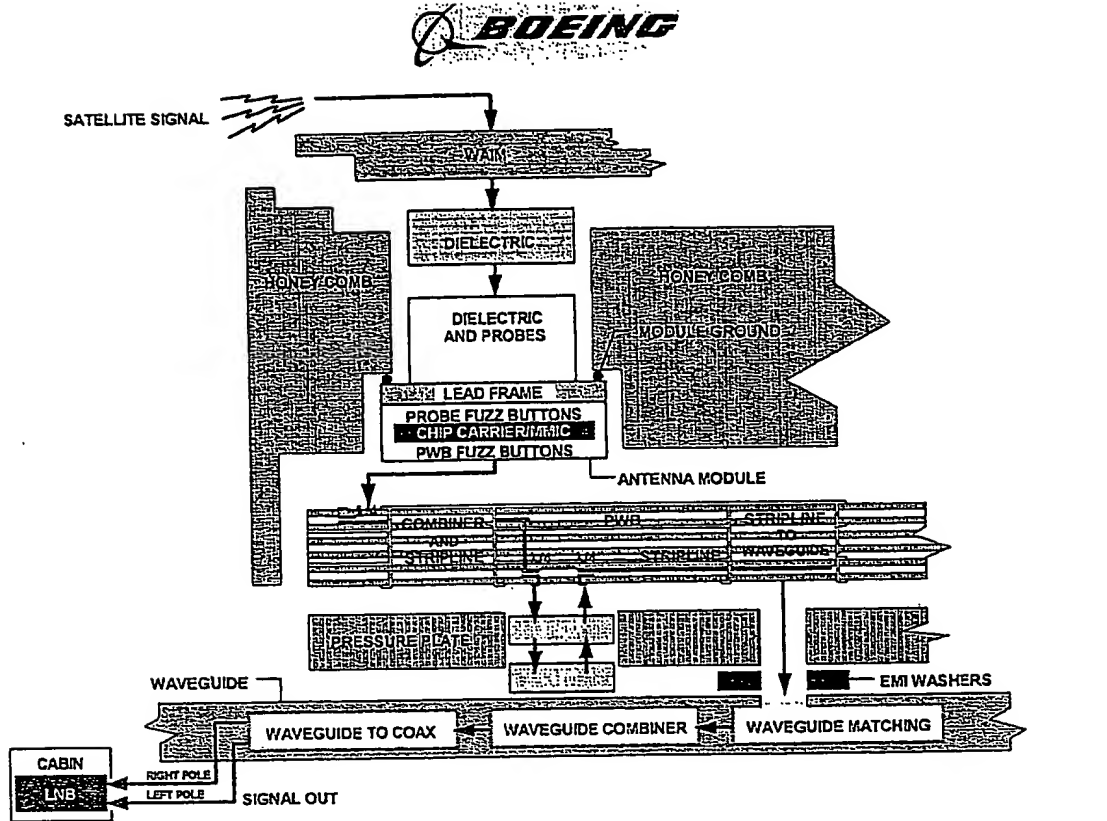 BOEING
SATELLITE SIGNAL
WAIM
DIELECTRIC
HONEY COMB
HONEY COMB
DIELECTRIC
AND PROBES
MODULE GROUND
LEAD FRAME
PROBE FUZZ BUTTONS
CHIP CARRIER/MMIC
PWB FUZZ BUTTONS
ANTENNA MODULE
COMBINER
AND
STRIPLINE
PWB
STRIPLINE
STRIPLINE
TO
WAVEGUIDE
PRESSURE PLATE
EMI WASHERS
WAVEGUIDE
WAVEGUIDE TO COAX
WAVEGUIDE COMBINER
WAVEGUIDE MATCHING
CABIN
LNB
RIGHT POLE
LEFT POLE
SIGNAL OUT